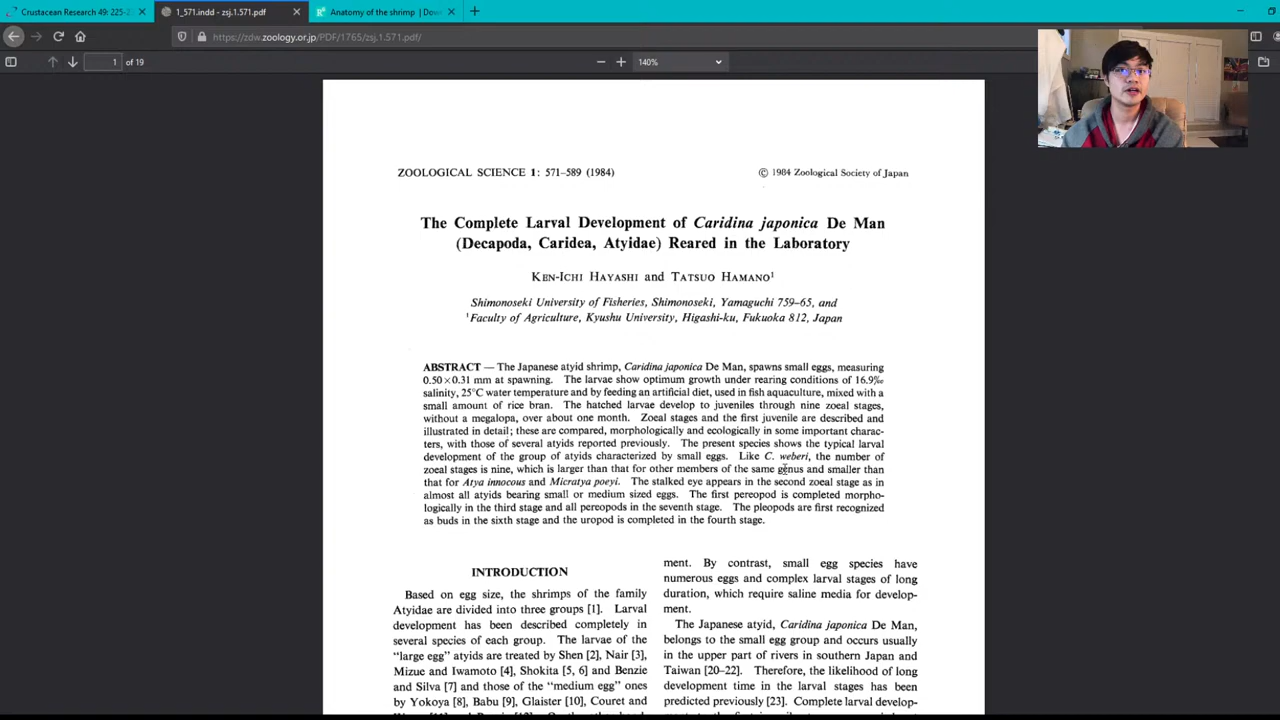 Crustacean Research 49: 225-2
1_571.indd - zsj.1.571.pdf
Anatomy of the shrimp | Dow
https://zdw.zoology.or.jp/PDF/1765/zsj.1.571.pdf/
1 of 19
140%
ZOOLOGICAL SCIENCE 1: 571–589 (1984)
© 1984 Zoological Society of Japan
The Complete Larval Development of Caridina japonica De Man
(Decapoda, Caridea, Atyidae) Reared in the Laboratory
KEN-ICHI HAYASHI and TATSUO HAMANO¹
Shimonoseki University of Fisheries, Shimonoseki, Yamaguchi 759–65, and
¹Faculty of Agriculture, Kyushu University, Higashi-ku, Fukuoka 812, Japan
ABSTRACT — The Japanese atyid shrimp, Caridina japonica De Man, spawns small eggs, measuring
0.50×0.31 mm at spawning. The larvae show optimum growth under rearing conditions of 16.9‰
salinity, 25°C water temperature and by feeding an artificial diet, used in fish aquaculture, mixed with a
small amount of rice bran. The hatched larvae develop to juveniles through nine zoeal stages,
without a megalopa, over about one month. Zoeal stages and the first juvenile are described and
illustrated in detail; these are compared, morphologically and ecologically in some important charac-
ters, with those of several atyids reported previously. The present species shows the typical larval
development of the group of atyids characterized by small eggs. Like C. weberi, the number of
zoeal stages is nine, which is larger than that for other members of the same genus and smaller than
that for Atya innocous and Micratya poeyi. The stalked eye appears in the second zoeal stage as in
almost all atyids bearing small or medium sized eggs. The first pereopod is completed morpho-
logically in the third stage and all pereopods in the seventh stage. The pleopods are first recognized
as buds in the sixth stage and the uropod is completed in the fourth stage.
INTRODUCTION
Based on egg size, the shrimps of the family
Atyidae are divided into three groups [1]. Larval
development has been described completely in
several species of each group. The larvae of the
“large egg” atyids are treated by Shen [2], Nair [3],
Mizue and Iwamoto [4], Shokita [5, 6] and Benzie
and Silva [7] and those of the “medium egg” ones
by Yokoya [8], Babu [9], Glaister [10], Couret and
ment. By contrast, small egg species have
numerous eggs and complex larval stages of long
duration, which require saline media for develop-
ment.
The Japanese atyid, Caridina japonica De Man,
belongs to the small egg group and occurs usually
in the upper part of rivers in southern Japan and
Taiwan [20–22]. Therefore, the likelihood of long
development time in the larval stages has been
predicted previously [23]. Complete larval develop-